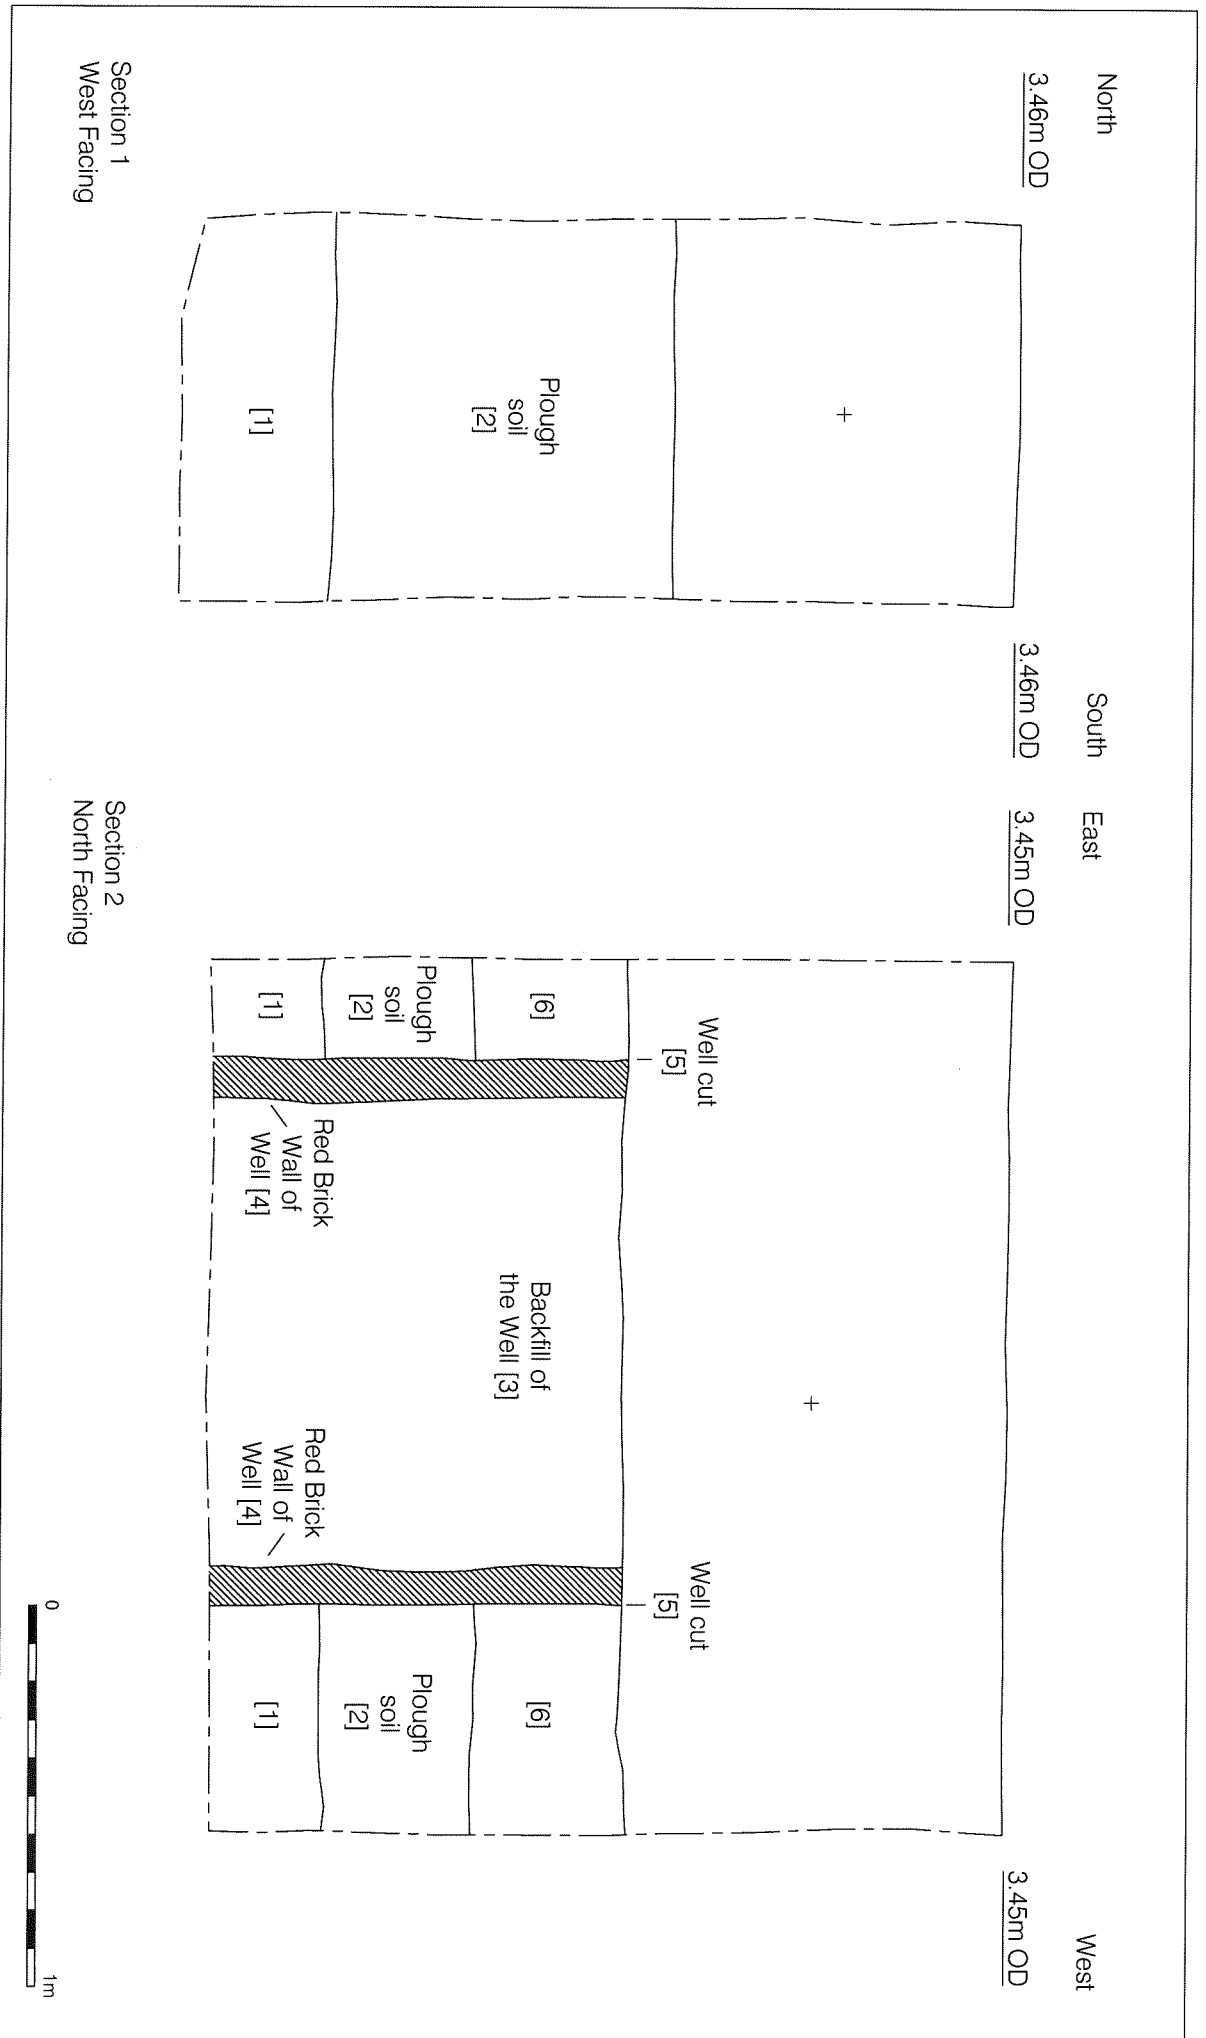 North
3.46m OD
South
3.46m OD
+
Plough
soil
[2]
[1]
Section 1
West Facing
East
3.45m OD
West
3.45m OD
+
Well cut
[5]
Well cut
[5]
[6]
Plough
soil
[2]
[1]
Backfill of
the Well [3]
Red Brick
Wall of
Well [4]
Red Brick
Wall of
Well [4]
[6]
Plough
soil
[2]
[1]
Section 2
North Facing
0
1m